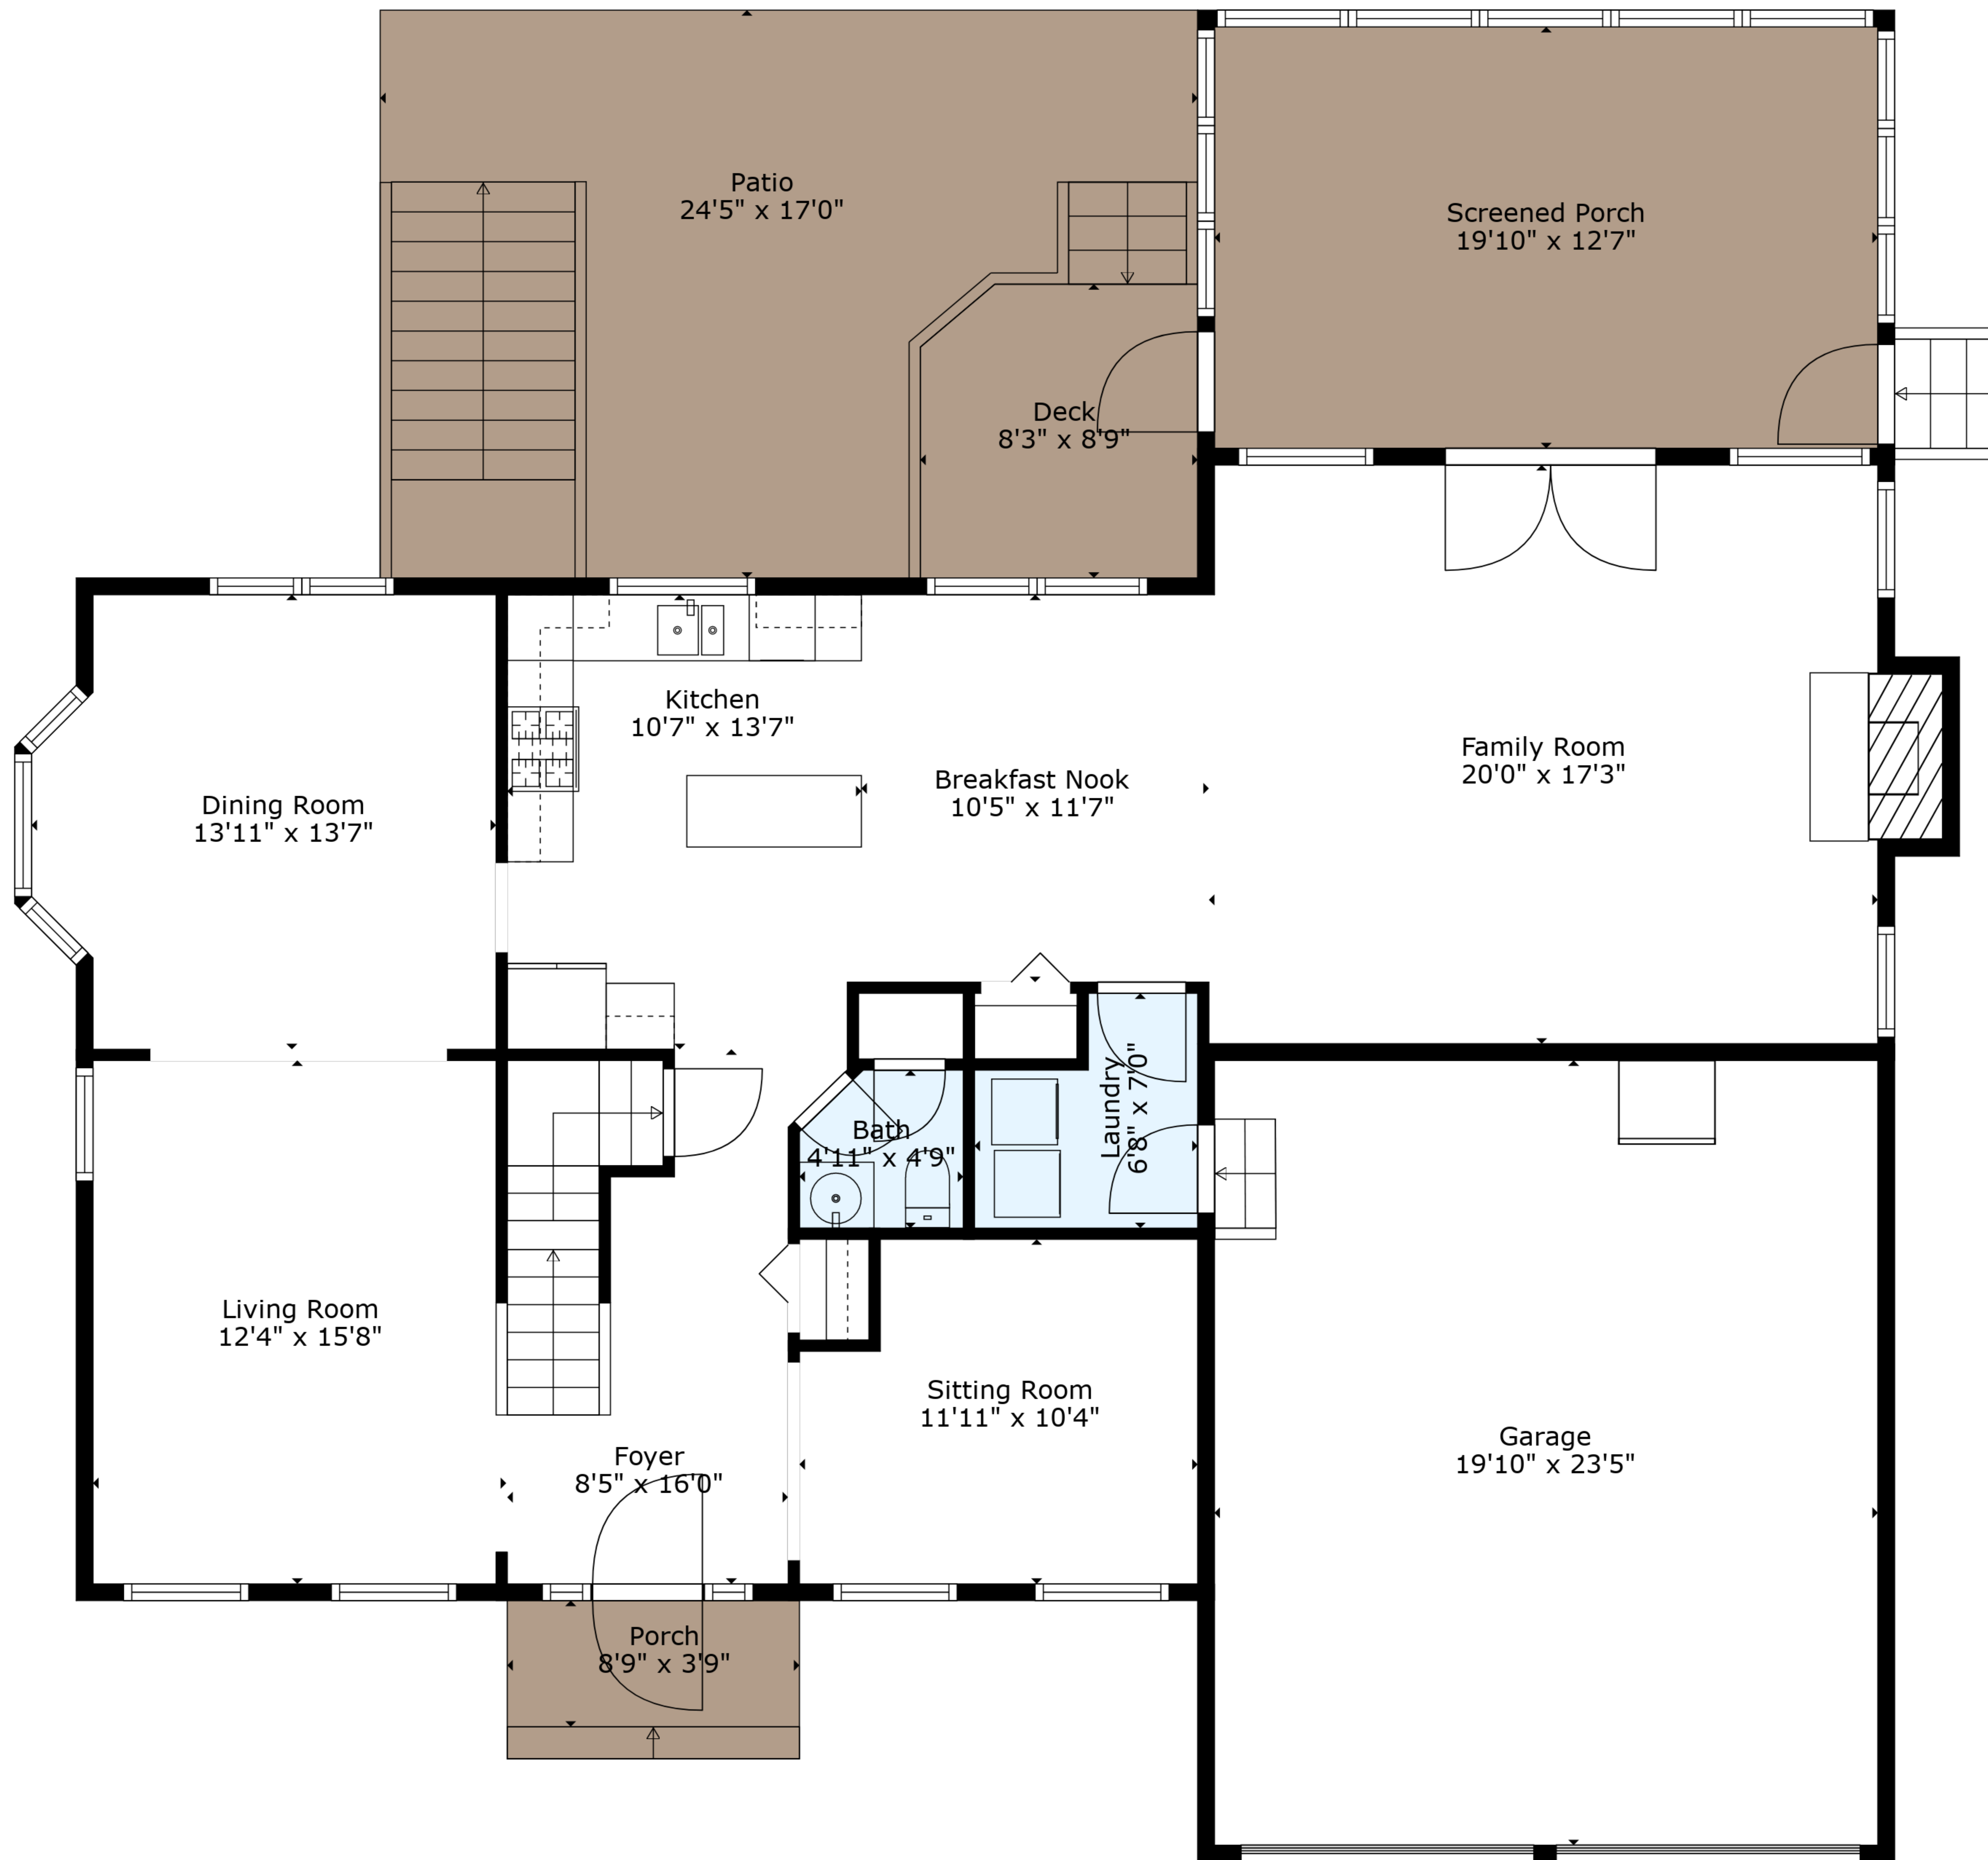 Patio
24'5" x 17'0"
Screened Porch
19'10" x 12'7"
Deck
8'3" x 8'9"
Kitchen
10'7" x 13'7"
Family Room
20'0" x 17'3"
Breakfast Nook
10'5" x 11'7"
Dining Room
13'11" x 13'7"
Laundry
6'8" x 7'0"
Bath
4'11" x 4'9"
Living Room
12'4" x 15'8"
Sitting Room
11'11" x 10'4"
Garage
19'10" x 23'5"
Foyer
8'5" x 16'0"
Porch
8'9" x 3'9"